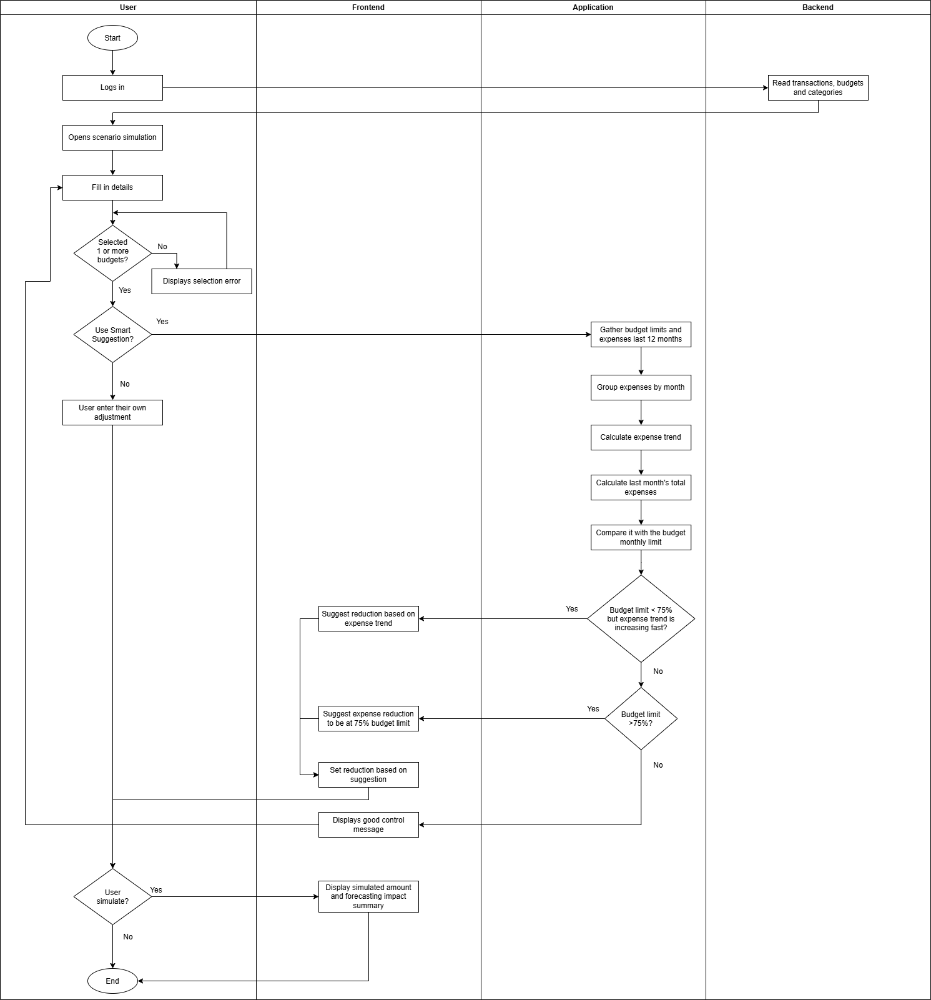 User
Frontend
Application
Backend
Start
Logs in
Read transactions, budgets
and categories
Opens scenario simulation
Fill in details
Selected
1 or more
budgets?
No
Displays selection error
Yes
Use Smart
Suggestion?
Yes
Gather budget limits and
expenses last 12 months
No
Group expenses by month
User enter their own
adjustment
Calculate expense trend
Calculate last month's total
expenses
Compare it with the budget
monthly limit
Budget limit < 75%
but expense trend is
increasing fast?
Yes
Suggest reduction based on
expense trend
No
Budget limit
>75%?
Yes
Suggest expense reduction
to be at 75% budget limit
No
Set reduction based on
suggestion
Displays good control
message
User
simulate?
Yes
Display simulated amount
and forecasting impact
summary
No
End